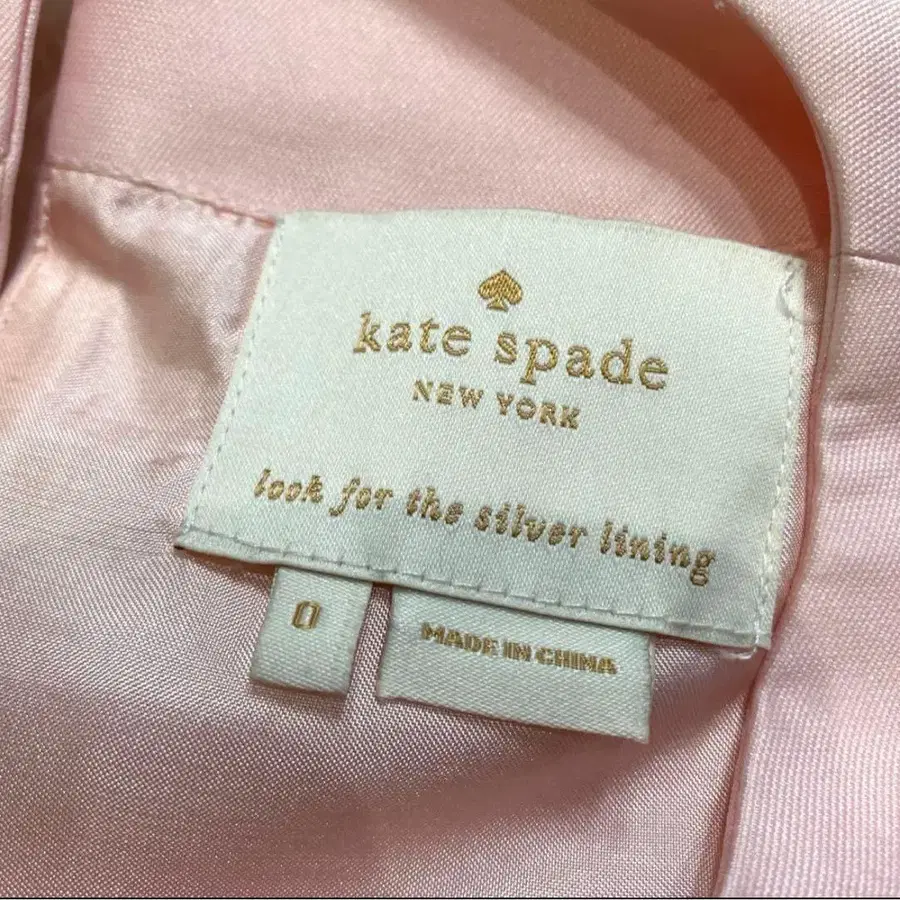 kate spade
NEW YORK
look for the silver lining
0
MADE IN CHINA